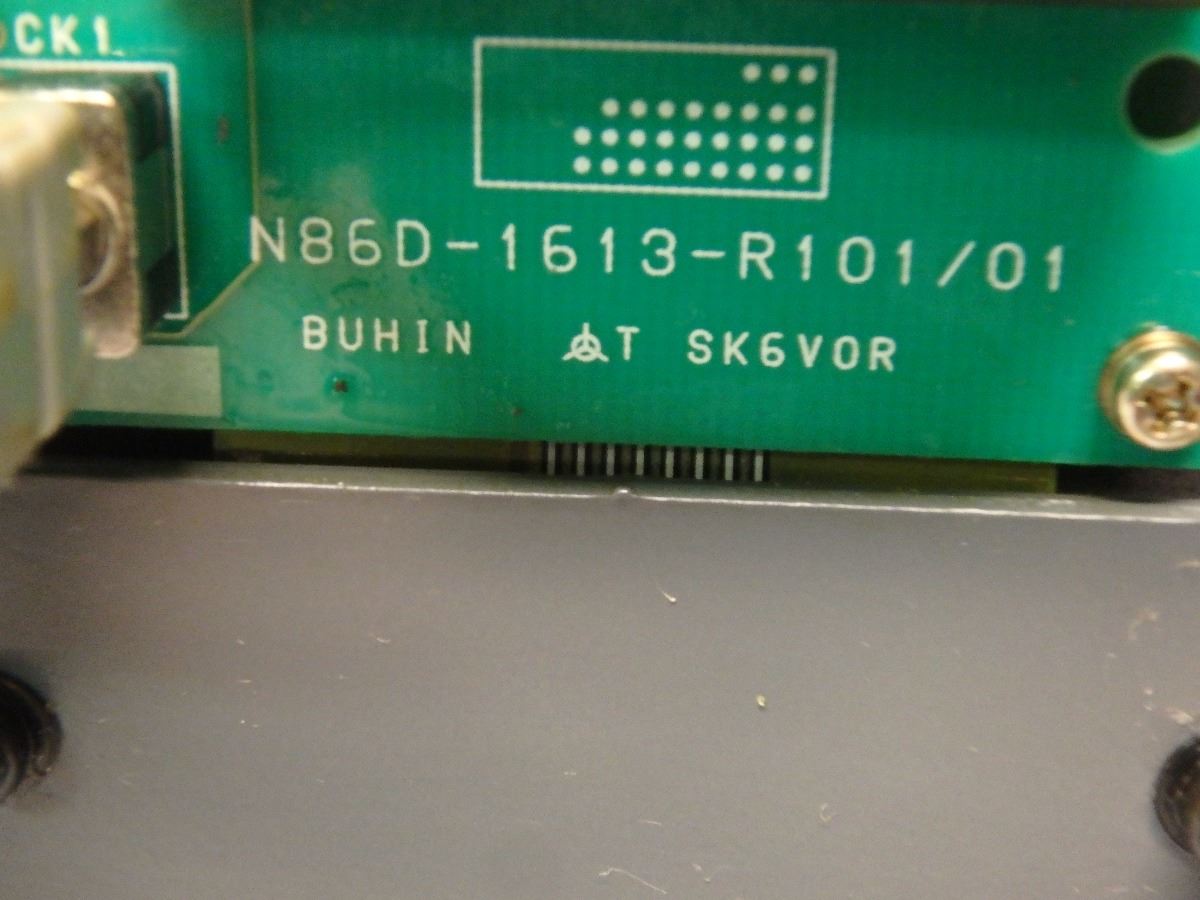 CK1
N86D-1613-R101/01
BUHIN T SK6V0R